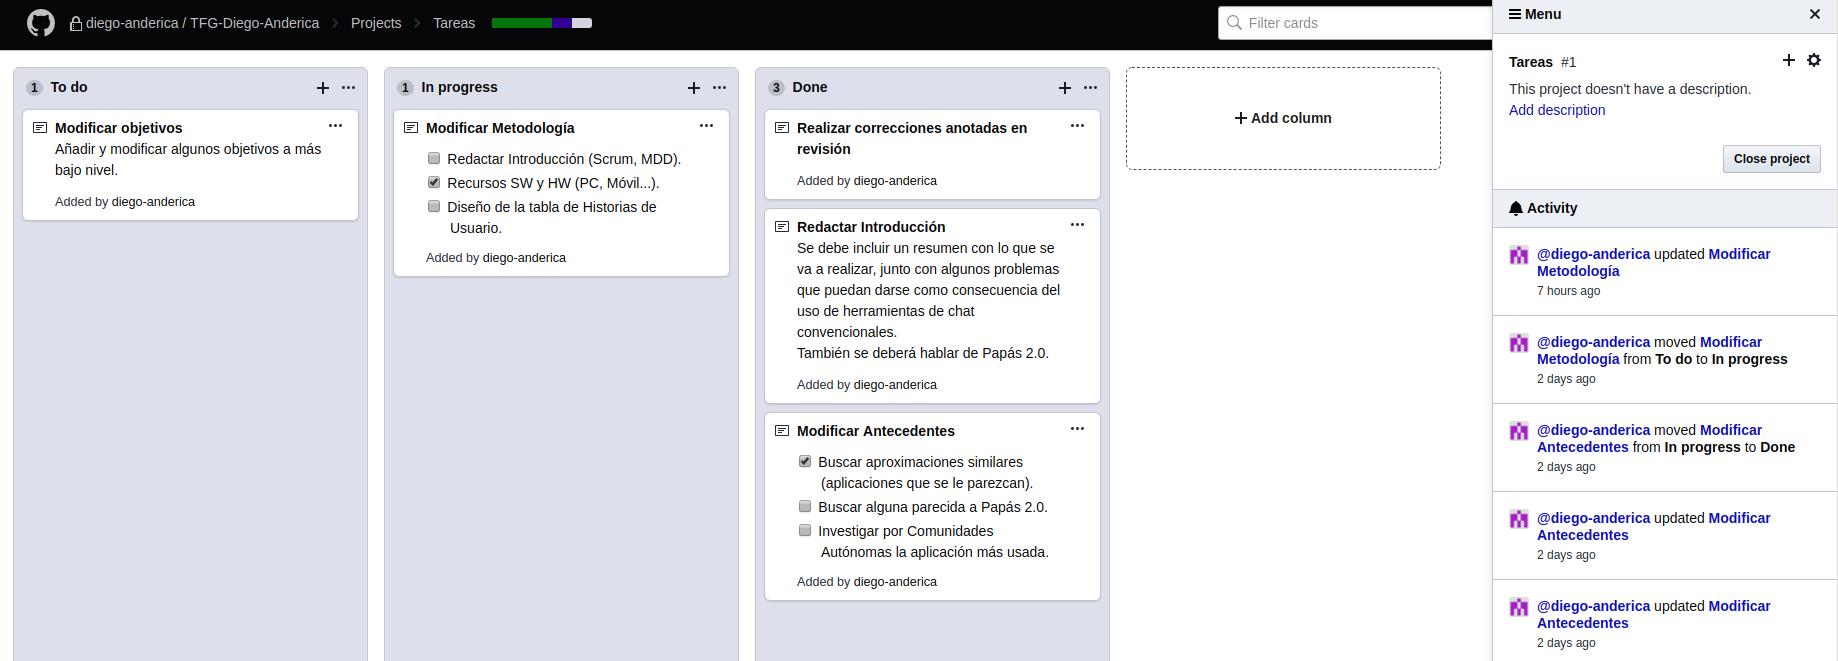 diego-anderica / TFG-Diego-Anderica Projects Tareas
Filter cards
1 To do
Modificar objetivos
Añadir y modificar algunos objetivos a más
bajo nivel.
Added by diego-anderica
1 In progress
Modificar Metodología
Redactar Introducción (Scrum, MDD).
Recursos SW y HW (PC, Móvil...).
Diseño de la tabla de Historias de
Usuario.
Added by diego-anderica
3 Done
Realizar correcciones anotadas en
revisión
Added by diego-anderica
Redactar Introducción
Se debe incluir un resumen con lo que se
va a realizar, junto con algunos problemas
que puedan darse como consecuencia del
uso de herramientas de chat
convencionales.
También se deberá hablar de Papás 2.0.
Added by diego-anderica
Modificar Antecedentes
Buscar aproximaciones similares
(aplicaciones que se le parezcan).
Buscar alguna parecida a Papás 2.0.
Investigar por Comunidades
Autónomas la aplicación más usada.
Added by diego-anderica
Add column
Menu
Tareas #1
This project doesn't have a description.
Add description
Close project
Activity
@diego-anderica updated Modificar
Metodología
7 hours ago
@diego-anderica moved Modificar
Metodología from To do to In progress
2 days ago
@diego-anderica moved Modificar
Antecedentes from In progress to Done
2 days ago
@diego-anderica updated Modificar
Antecedentes
2 days ago
@diego-anderica updated Modificar
Antecedentes
2 days ago